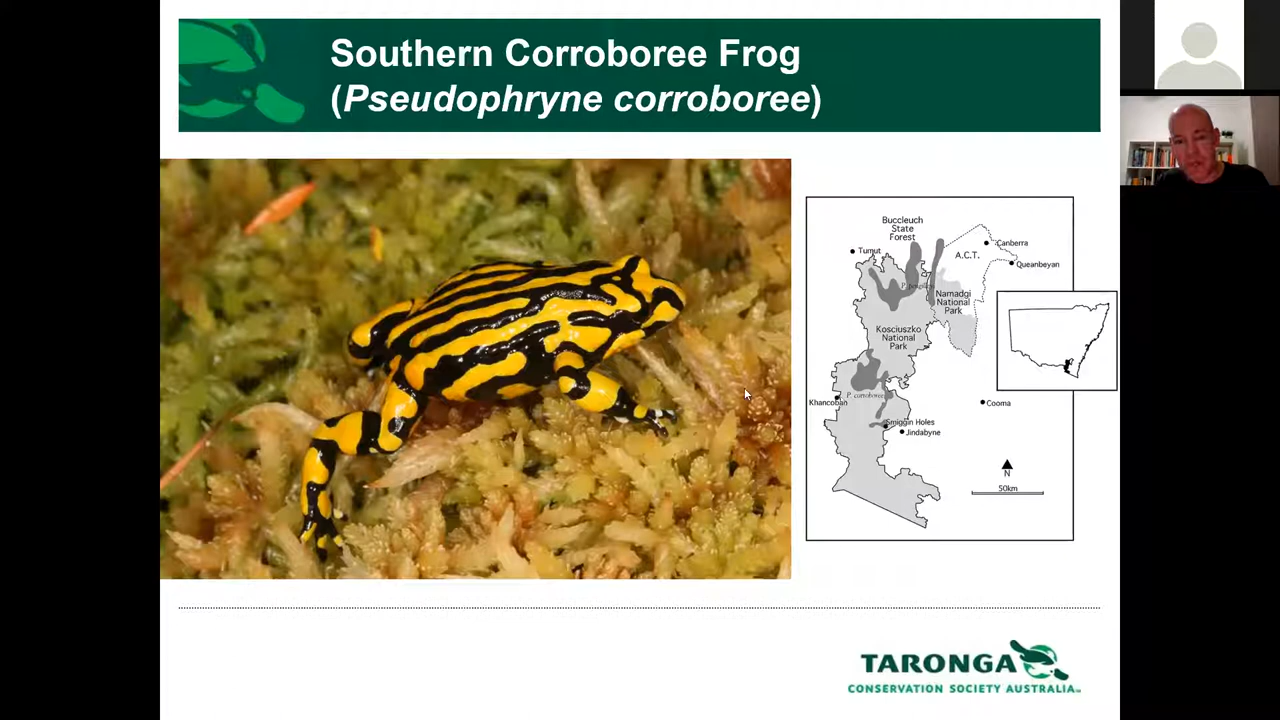 Southern Corroboree Frog
(Pseudophryne corroboree)
Buccleuch
State
Forest
Tumut
Canberra
A.C.T.
Queanbeyan
Namadgi
National
Park
Kosciuszko
National
Park
Khancoban
P. corroboree
Cooma
Smiggin Holes
Jindabyne
N
50km
TARONGA
CONSERVATION SOCIETY AUSTRALIA